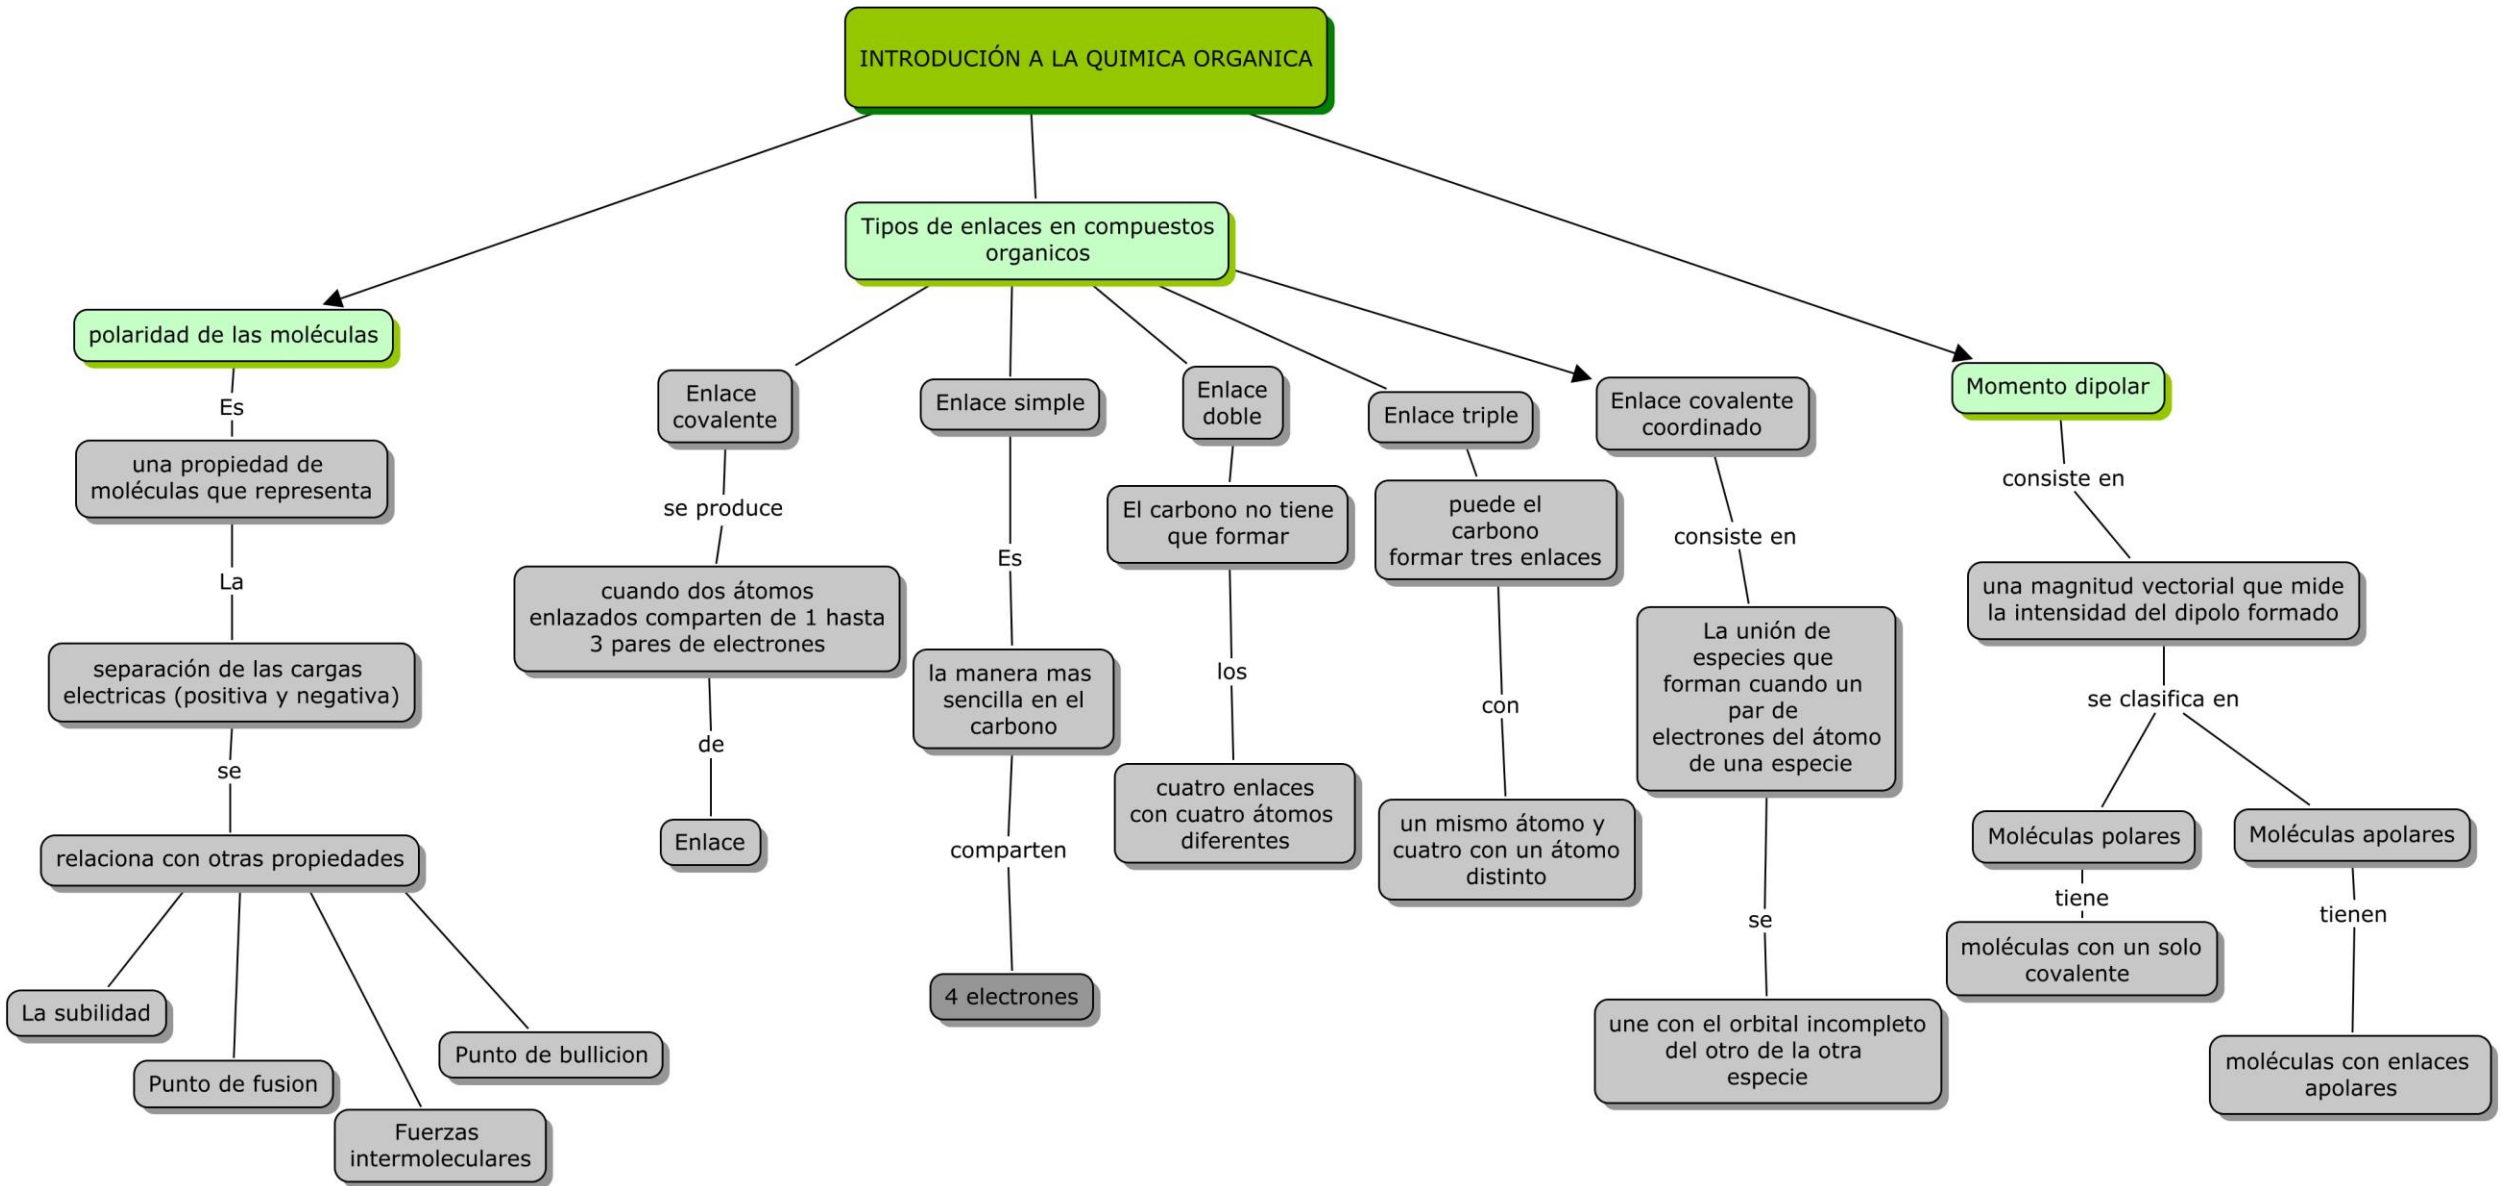 INTRODUCIÓN A LA QUIMICA ORGANICA
Tipos de enlaces en compuestos
organicos
polaridad de las moléculas
Es
una propiedad de
moléculas que representa
La
separación de las cargas
electricas (positiva y negativa)
se
relaciona con otras propiedades
La subilidad
Punto de fusion
Fuerzas
intermoleculares
Punto de bullicion
Enlace
covalente
se produce
cuando dos átomos
enlazados comparten de 1 hasta
3 pares de electrones
de
Enlace
Enlace simple
Es
la manera mas
sencilla en el
carbono
comparten
4 electrones
Enlace
doble
El carbono no tiene
que formar
los
cuatro enlaces
con cuatro átomos
diferentes
Enlace triple
puede el
carbono
formar tres enlaces
con
un mismo átomo y
cuatro con un átomo
distinto
Enlace covalente
coordinado
consiste en
La unión de
especies que
forman cuando un
par de
electrones del átomo
de una especie
se
une con el orbital incompleto
del otro de la otra
especie
Momento dipolar
consiste en
una magnitud vectorial que mide
la intensidad del dipolo formado
se clasifica en
Moléculas polares
tiene
moléculas con un solo
covalente
Moléculas apolares
tienen
moléculas con enlaces
apolares